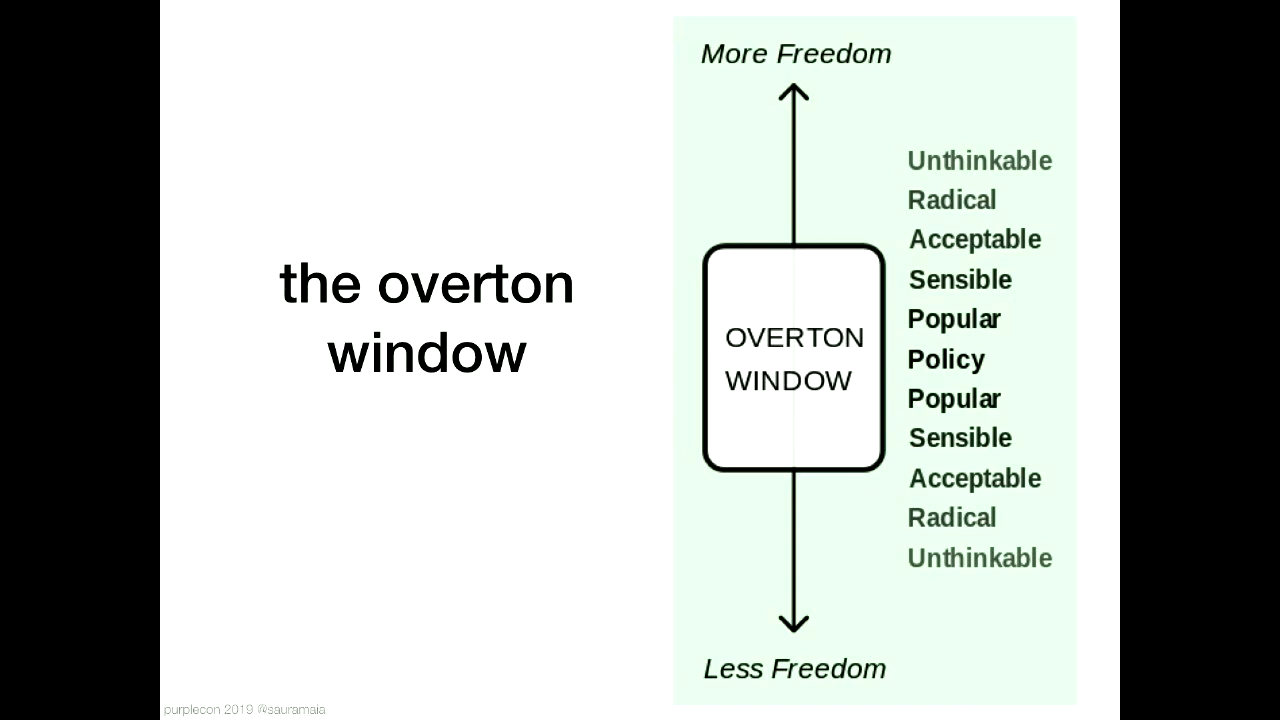 the overton
window
More Freedom
Unthinkable
Radical
Acceptable
Sensible
Popular
Policy
Popular
Sensible
Acceptable
Radical
Unthinkable
OVERTON
WINDOW
Less Freedom
purplecon 2019 @sauramaia